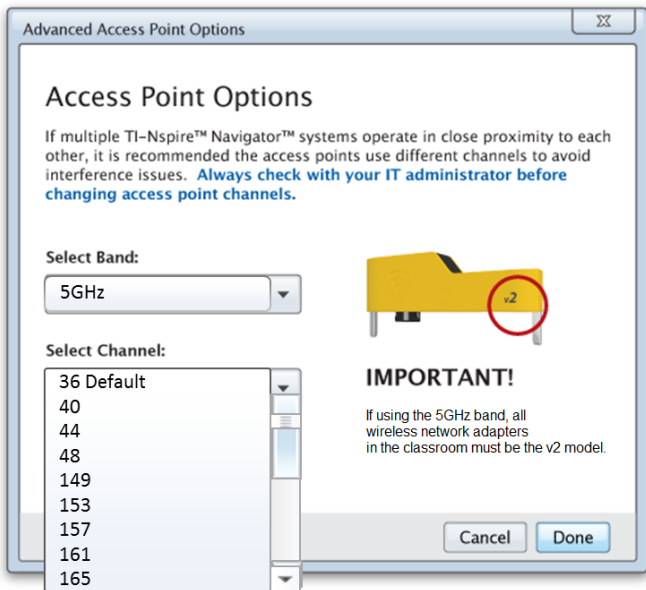 Advanced Access Point Options
Access Point Options
If multiple TI-Nspire™ Navigator™ systems operate in close proximity to each
other, it is recommended the access points use different channels to avoid
interference issues. Always check with your IT administrator before
changing access point channels.
Select Band:
5GHz
v2
Select Channel:
36 Default
40
44
48
149
153
157
161
165
IMPORTANT!
If using the 5GHz band, all
wireless network adapters
in the classroom must be the v2 model.
Cancel
Done